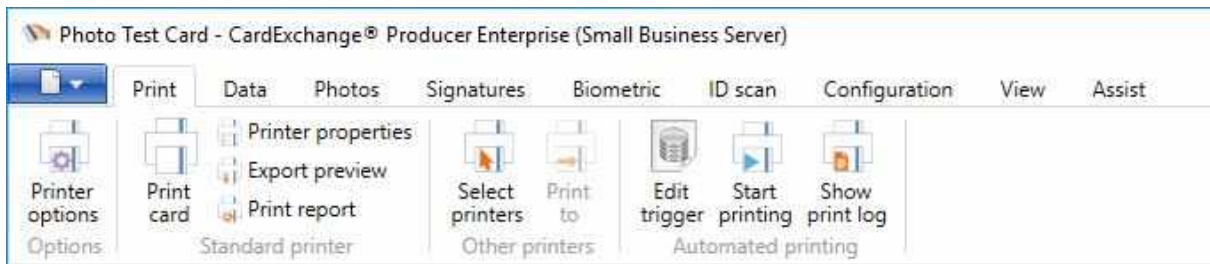 Photo Test Card - CardExchange® Producer Enterprise (Small Business Server)
Print Data Photos Signatures Biometric ID scan Configuration View Assist
Printer options
Print card
Printer properties
Export preview
Print report
Select printers
Print to
Edit trigger
Start printing
Show print log
Options
Standard printer
Other printers
Automated printing